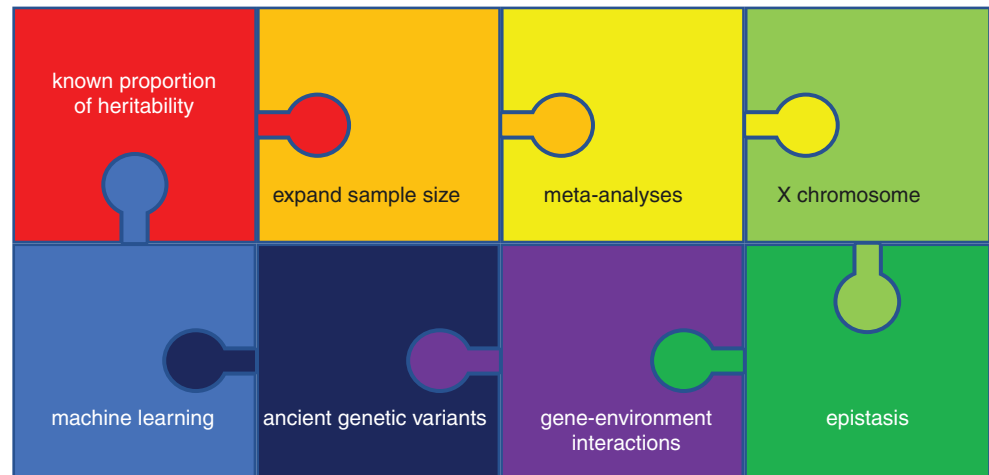 known proportion
of heritability
expand sample size
meta-analyses
X chromosome
machine learning
ancient genetic variants
gene-environment
interactions
epistasis